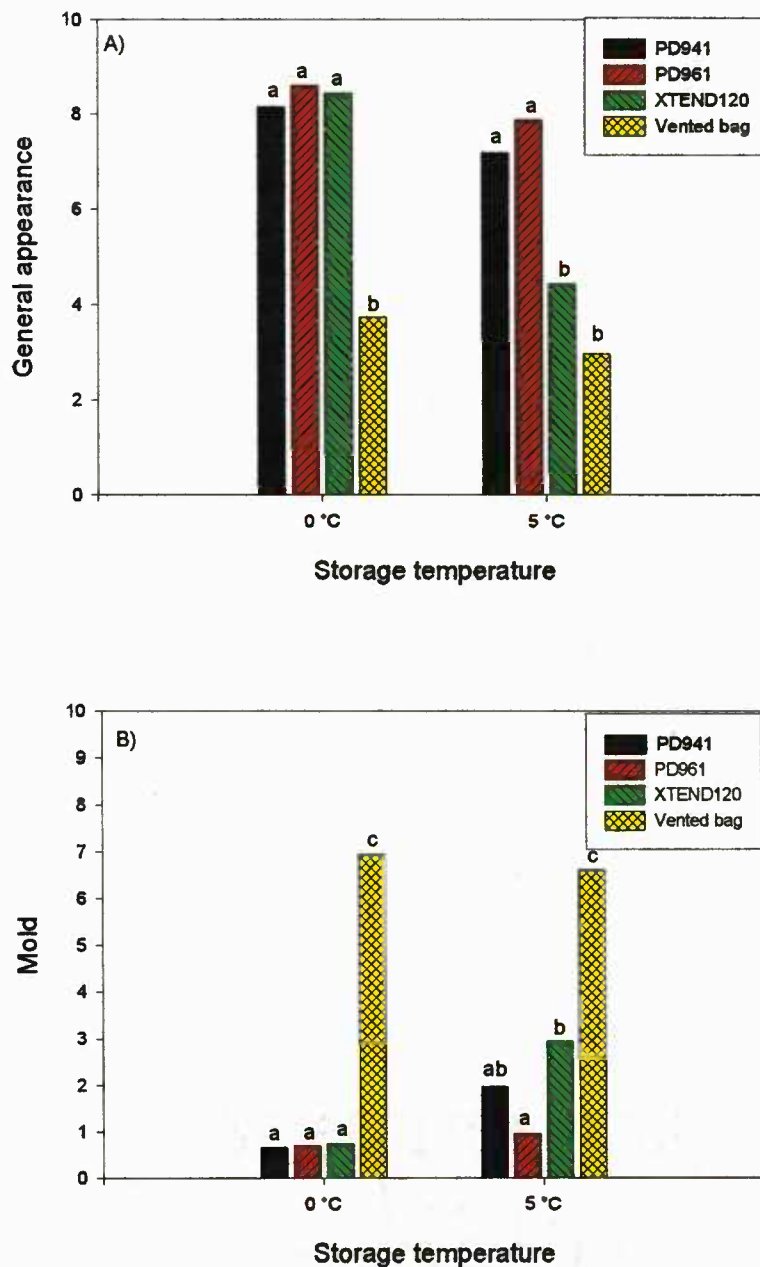 A)
PD941
PD961
XTEND120
Vented bag
10
8
6
4
2
0
General appearance
a a a b
a a b b
0 °C 5 °C
Storage temperature
B)
PD941
PD961
XTEND120
Vented bag
10
9
8
7
6
5
4
3
2
1
0
Mold
a a a c
ab a b c
0 °C 5 °C
Storage temperature